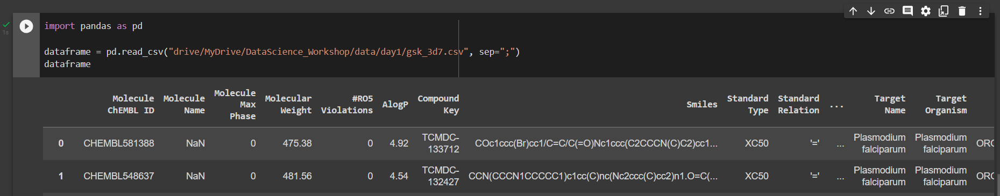 1s
import pandas as pd
dataframe = pd.read_csv("drive/MyDrive/DataScience_Workshop/data/day1/gsk_3d7.csv", sep=";")
dataframe
Molecule ChEMBL ID Molecule Name Molecule Max Phase Molecular Weight #RO5 Violations AlogP Compound Key Smiles Standard Type Standard Relation ... Target Name Target Organism
0 CHEMBL581388 NaN 0 475.38 0 4.92 TCMDC-133712 COc1ccc(Br)cc1/C=C/C(=O)Nc1ccc(C2CCCN(C)C2)cc1... XC50 '=' ... Plasmodium falciparum Plasmodium falciparum ORG
1 CHEMBL548637 NaN 0 481.56 0 4.54 TCMDC-132427 CCN(CCCN1CCCCC1)c1cc(C)nc(Nc2ccc(C)cc2)n1.O=C(... XC50 '=' ... Plasmodium falciparum Plasmodium falciparum ORG